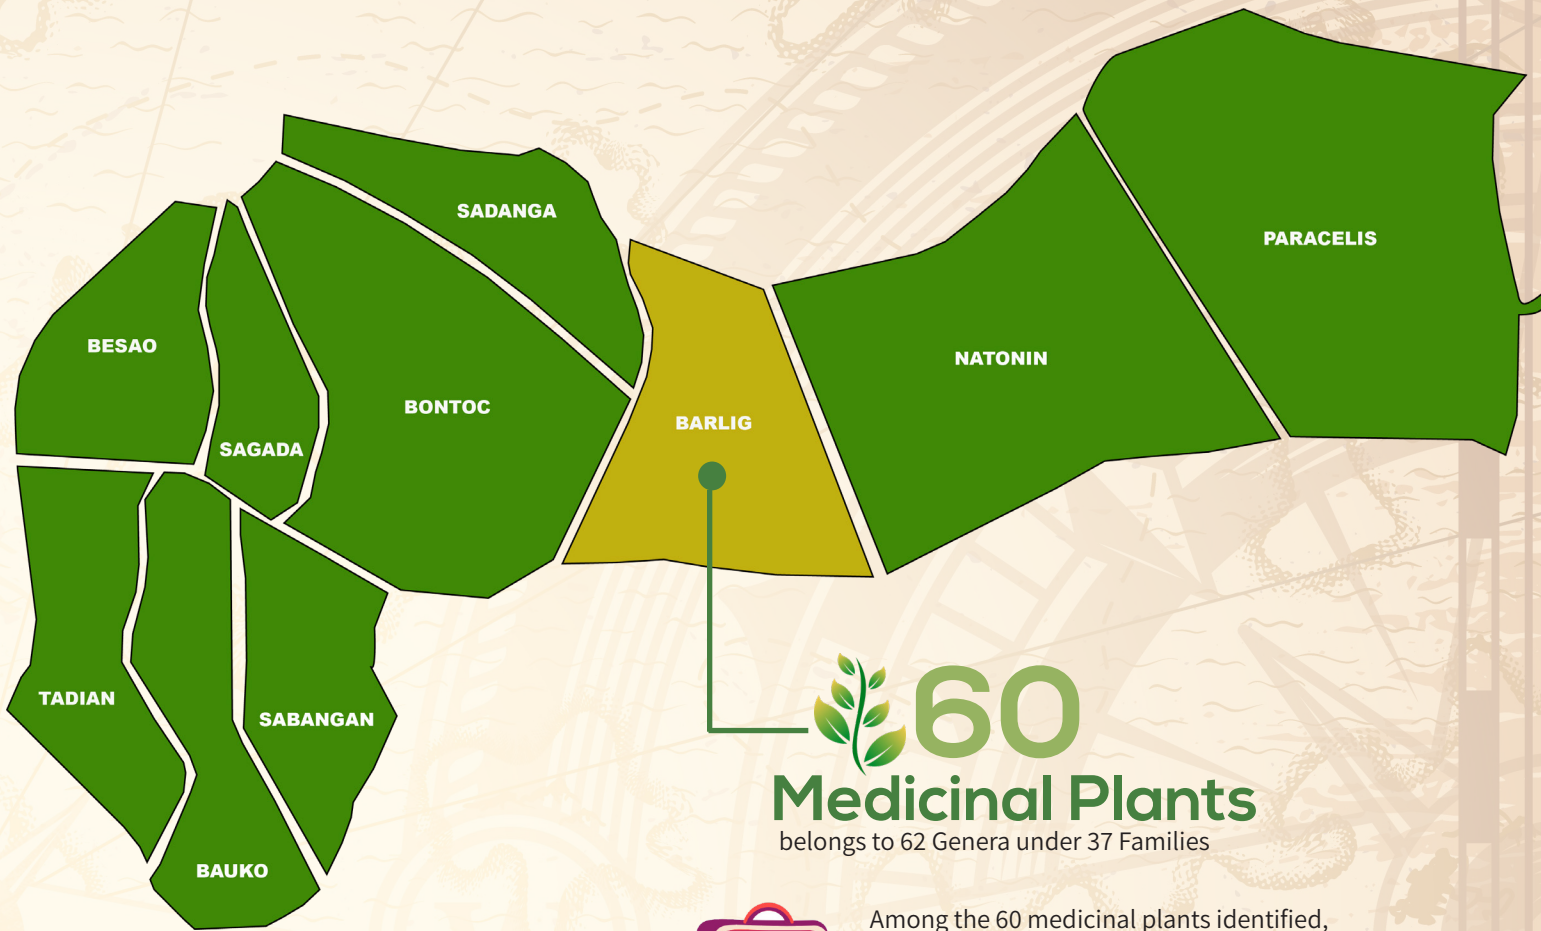 SADANGA
PARACELIS
BESAO
NATONIN
BONTOC
BARLIG
SAGADA
TADIAN
SABANGAN
BAUKO
60
Medicinal Plants
belongs to 62 Genera under 37 Families
Among the 60 medicinal plants identified,